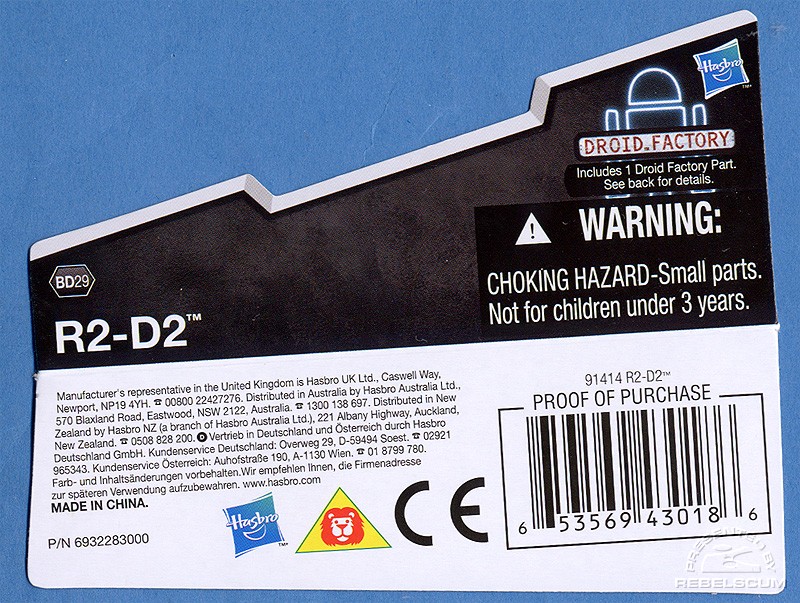 Hasbro
™
DROID FACTORY
Includes 1 Droid Factory Part.
See back for details.
WARNING:
CHOKING HAZARD-Small parts.
Not for children under 3 years.
BD29
R2-D2™
Manufacturer's representative in the United Kingdom is Hasbro UK Ltd., Caswell Way,
Newport, NP19 4YH. ☎ 00800 22427276. Distributed in Australia by Hasbro Australia Ltd.,
570 Blaxland Road, Eastwood, NSW 2122, Australia. ☎ 1300 138 697. Distributed in New
Zealand by Hasbro NZ (a branch of Hasbro Australia Ltd.), 221 Albany Highway, Auckland,
New Zealand. ☎ 0508 828 200. D Vertrieb in Deutschland und Österreich durch Hasbro
Deutschland GmbH. Kundenservice Deutschland: Overweg 29, D-59494 Soest. ☎ 02921
965343. Kundenservice Österreich: Auhofstraße 190, A-1130 Wien. ☎ 01 8799 780.
Farb- und Inhaltsänderungen vorbehalten.Wir empfehlen Ihnen, die Firmenadresse
zur späteren Verwendung aufzubewahren. www.hasbro.com
MADE IN CHINA.
P/N 6932283000
Hasbro
™
CE
91414 R2-D2™
PROOF OF PURCHASE
6 53569 43018 6
PRESENTED BY
REBELSCUM